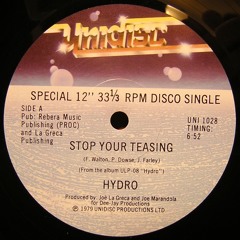 Unidisc
SPECIAL 12" 33⅓ RPM DISCO SINGLE
SIDE A
Pub: Rebera Music
Publishing (PROC)
and La Greca
Publishing
UNI 1028
TIMING:
6:52
STOP YOUR TEASING
(F. Walton, P. Dowse, J. Farley)
(From the album ULP-08 "Hydro")
HYDRO
Produced by: Joe La Greca and Joe Marandola
for Dee-Jay Productions
℗ 1979 UNIDISC PRODUCTIONS LTD